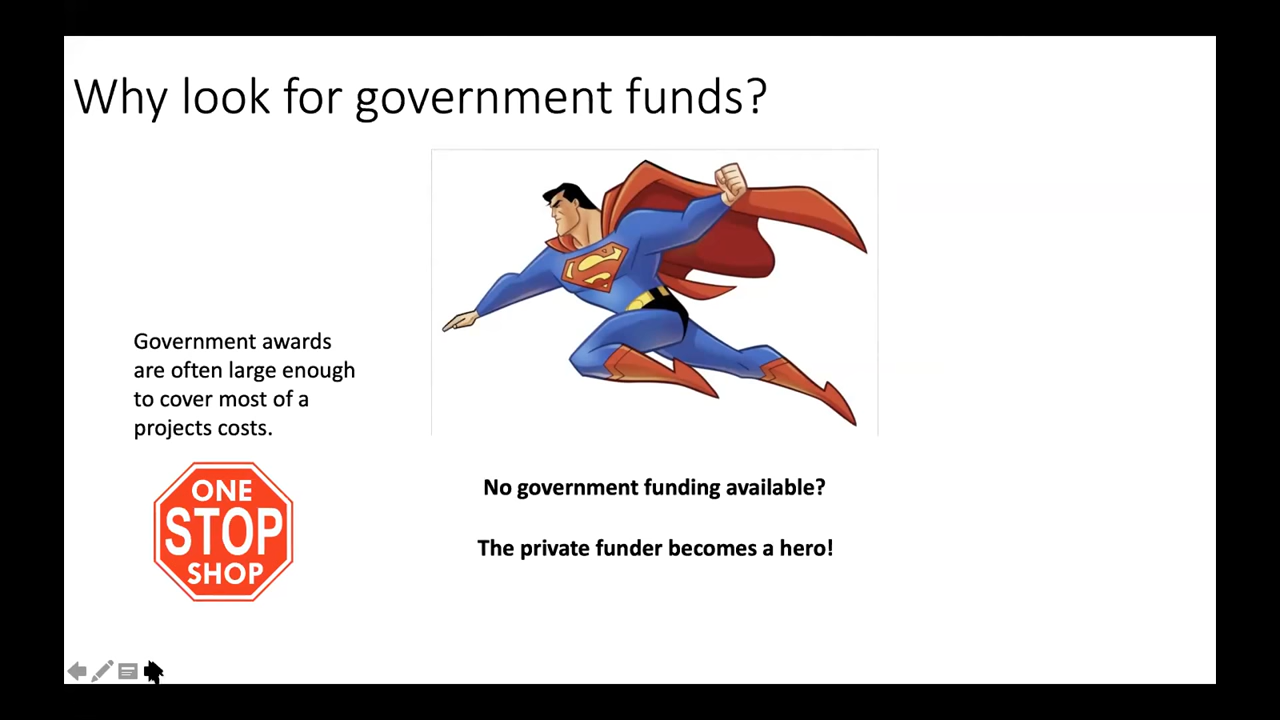 Why look for government funds?
Government awards
are often large enough
to cover most of a
projects costs.
ONE
STOP
SHOP
S
No government funding available?
The private funder becomes a hero!